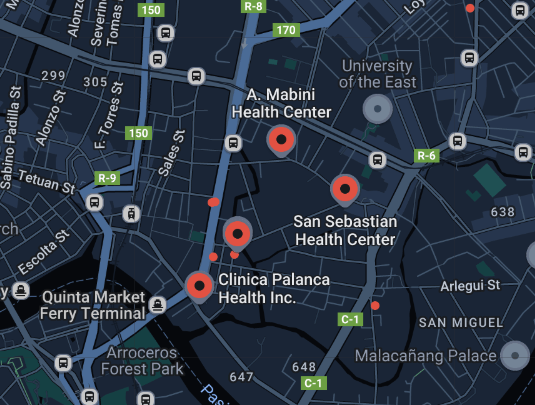 R-8
150
Alonzo
Severino
Tomas
170
Loy
299
305
University
of the East
A. Mabini
Health Center
Sabino Padilla St
Alonzo St
F. Torres St
150
Sales St
R-6
R-9
Tetuan St
San Sebastian
Health Center
638
rch
Escolta St
Clinica Palanca
Health Inc.
Arlegui St
y
Quinta Market
Ferry Terminal
C-1
SAN MIGUEL
Arroceros
Forest Park
Malacañang Palace
648
647
C-1
Pasi